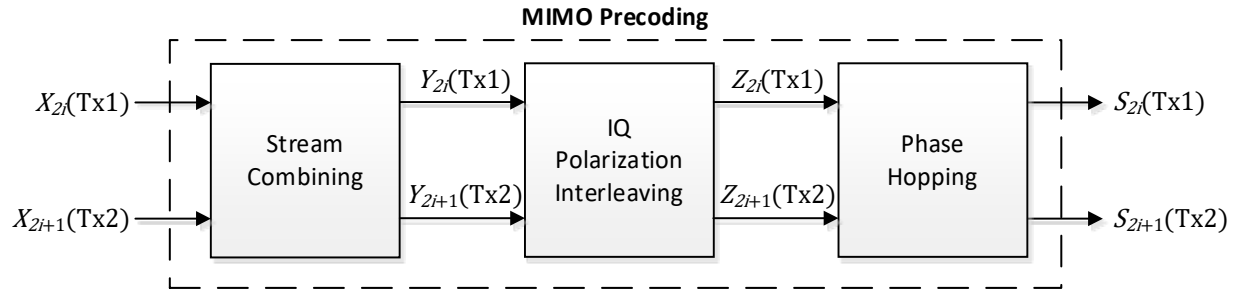 MIMO Precoding
X2i(Tx1)
Y2i(Tx1)
Z2i(Tx1)
S2i(Tx1)
Stream
Combining
IQ
Polarization
Interleaving
Phase
Hopping
X2i+1(Tx2)
Y2i+1(Tx2)
Z2i+1(Tx2)
S2i+1(Tx2)